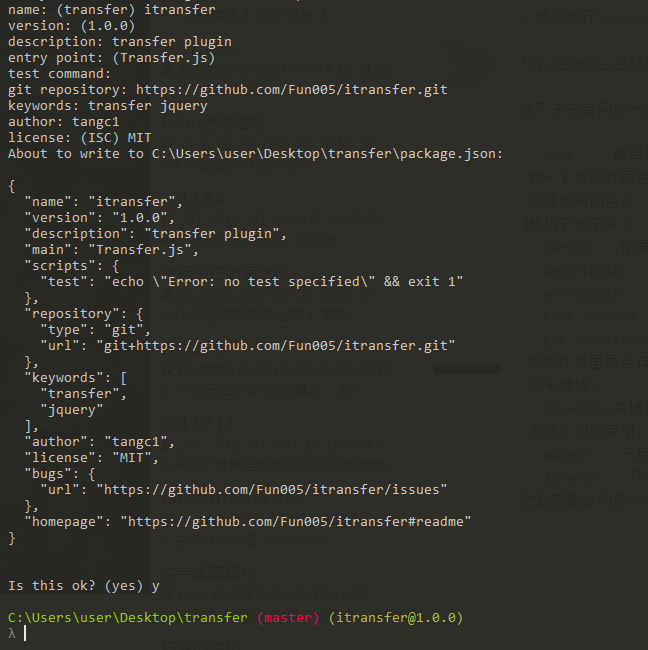 name: (transfer) itransfer
version: (1.0.0)
description: transfer plugin
entry point: (Transfer.js)
test command:
git repository: https://github.com/Fun005/itransfer.git
keywords: transfer jquery
author: tangc1
license: (ISC) MIT
About to write to C:\Users\user\Desktop\transfer\package.json:
{
  "name": "itransfer",
  "version": "1.0.0",
  "description": "transfer plugin",
  "main": "Transfer.js",
  "scripts": {
    "test": "echo \"Error: no test specified\" && exit 1"
  },
  "repository": {
    "type": "git",
    "url": "git+https://github.com/Fun005/itransfer.git"
  },
  "keywords": [
    "transfer",
    "jquery"
  ],
  "author": "tangc1",
  "license": "MIT",
  "bugs": {
    "url": "https://github.com/Fun005/itransfer/issues"
  },
  "homepage": "https://github.com/Fun005/itransfer#readme"
}
Is this ok? (yes) y
C:\Users\user\Desktop\transfer (master) (itransfer@1.0.0)
λ